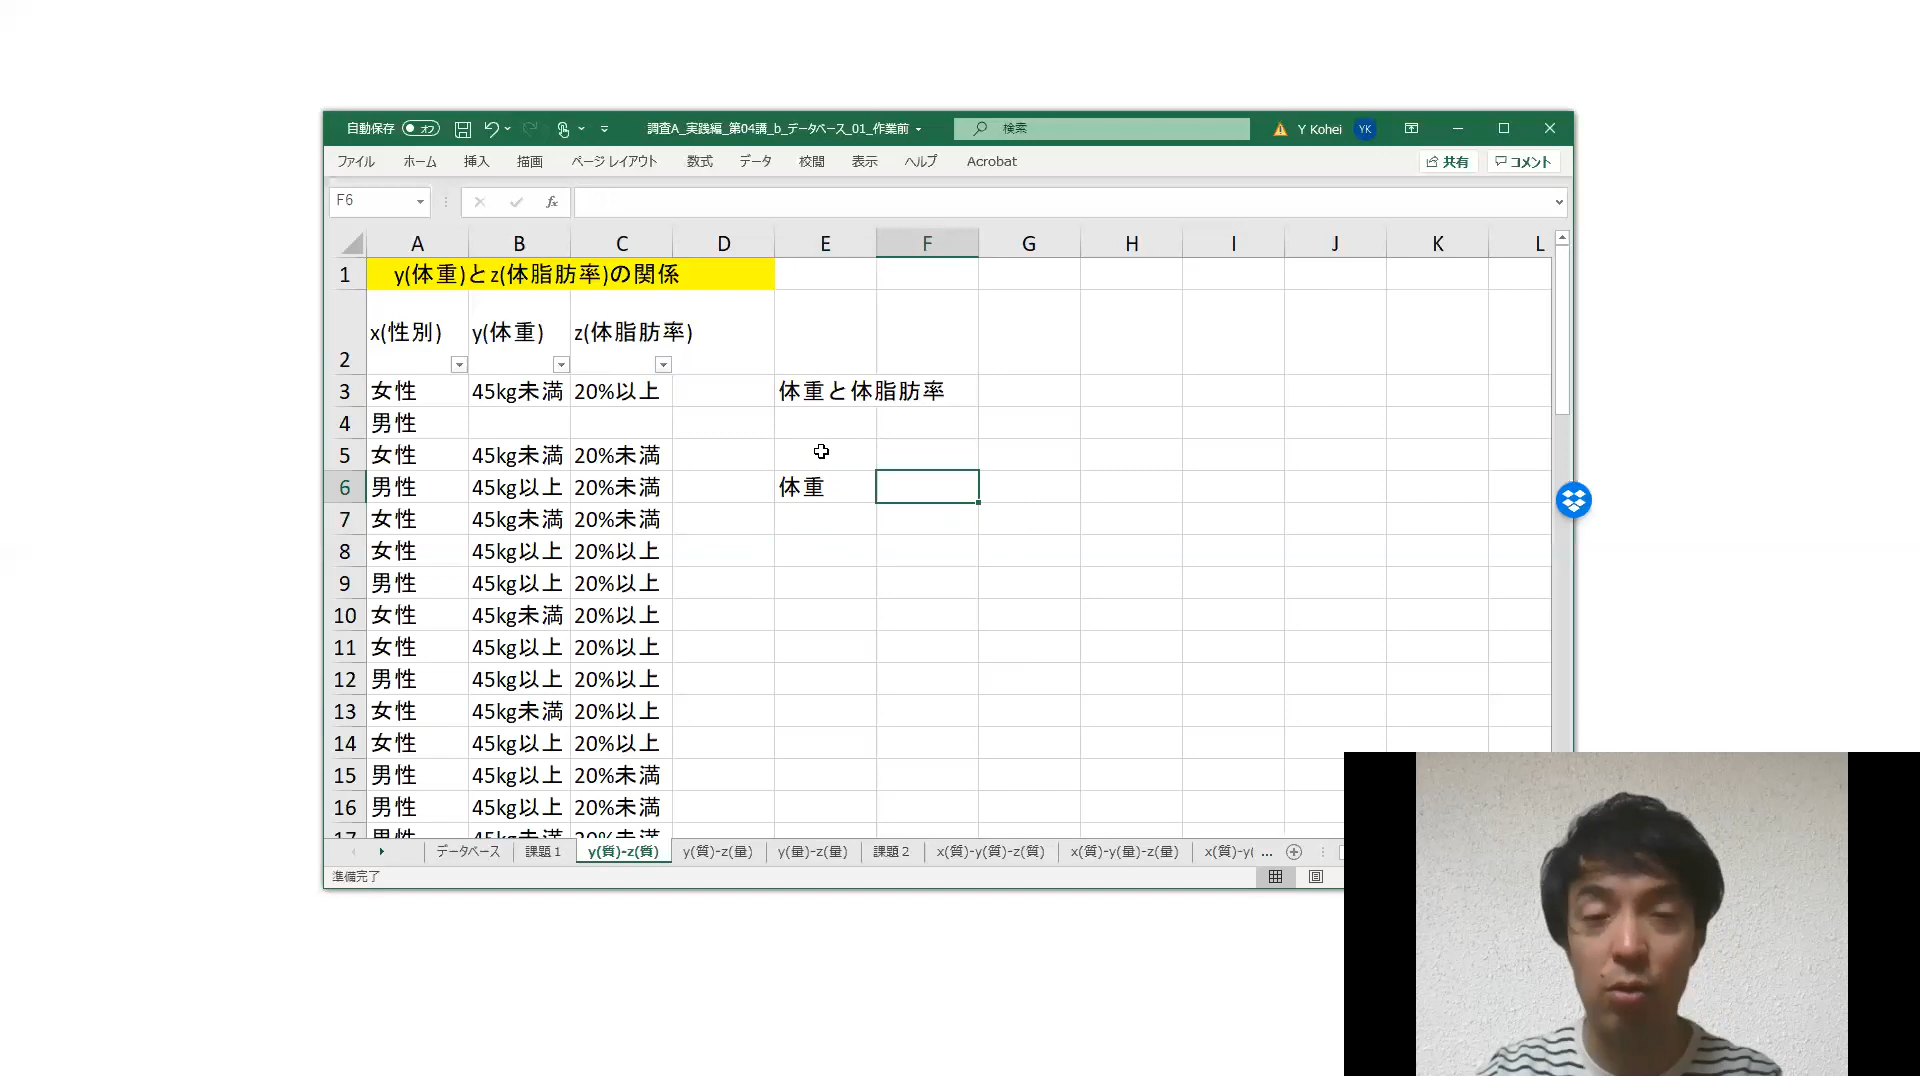 自動保存 オフ 調査A_実践編_第04講_b_データベース_01_作業前 検索 Y Kohei YK
ファイル ホーム 挿入 描画 ページ レイアウト 数式 データ 校閲 表示 ヘルプ Acrobat 共有 コメント
F6 fx
A B C D E F G H I J K L
1 y(体重)とz(体脂肪率)の関係
2 x(性別) y(体重) z(体脂肪率)
3 女性 45kg未満 20%以上 体重と体脂肪率
4 男性
5 女性 45kg未満 20%未満
6 男性 45kg以上 20%未満 体重
7 女性 45kg未満 20%未満
8 女性 45kg以上 20%以上
9 男性 45kg以上 20%以上
10 女性 45kg未満 20%以上
11 女性 45kg以上 20%以上
12 男性 45kg以上 20%以上
13 女性 45kg未満 20%以上
14 女性 45kg以上 20%以上
15 男性 45kg以上 20%未満
16 男性 45kg以上 20%未満
17 男性 45kg未満 20%未満
データベース 課題1 y(質)-z(質) y(質)-z(量) y(量)-z(量) 課題2 x(質)-y(質)-z(質) x(質)-y(量)-z(量) x(質)-y( ...
準備完了